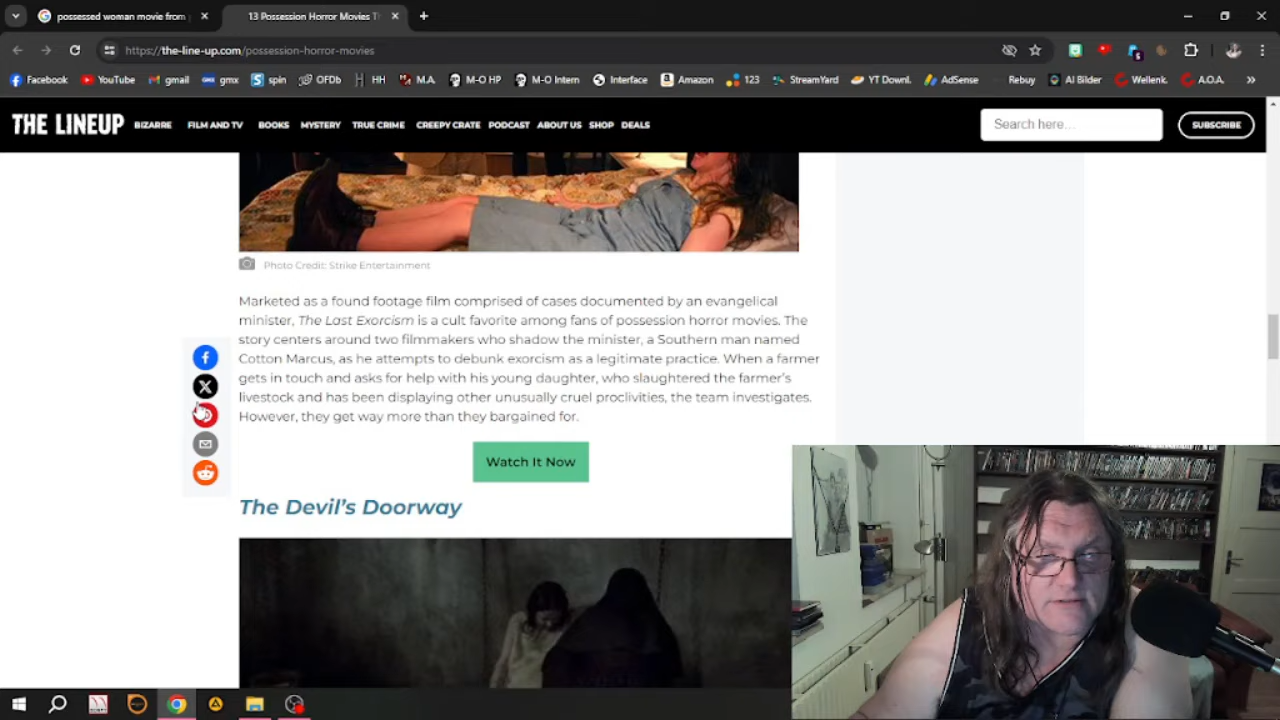 possessed woman movie from
13 Possession Horror Movies T
https://the-line-up.com/possession-horror-movies
Facebook YouTube gmail gmx spin OFDb HH M.A M-O HP M-O Intern Interface Amazon 123 StreamYard YT Downl. AdSense Rebuy AI Bilder Wellenk. A.O.A.
THE LINEUP
BIZARRE FILM AND TV BOOKS MYSTERY TRUE CRIME CREEPY CRATE PODCAST ABOUT US SHOP DEALS
Search here...
SUBSCRIBE
Photo Credit: Strike Entertainment
Marketed as a found footage film comprised of cases documented by an evangelical
minister, The Last Exorcism is a cult favorite among fans of possession horror movies. The
story centers around two filmmakers who shadow the minister, a Southern man named
Cotton Marcus, as he attempts to debunk exorcism as a legitimate practice. When a farmer
gets in touch and asks for help with his young daughter, who slaughtered the farmer's
livestock and has been displaying other unusually cruel proclivities, the team investigates.
However, they get way more than they bargained for.
Watch It Now
The Devil's Doorway